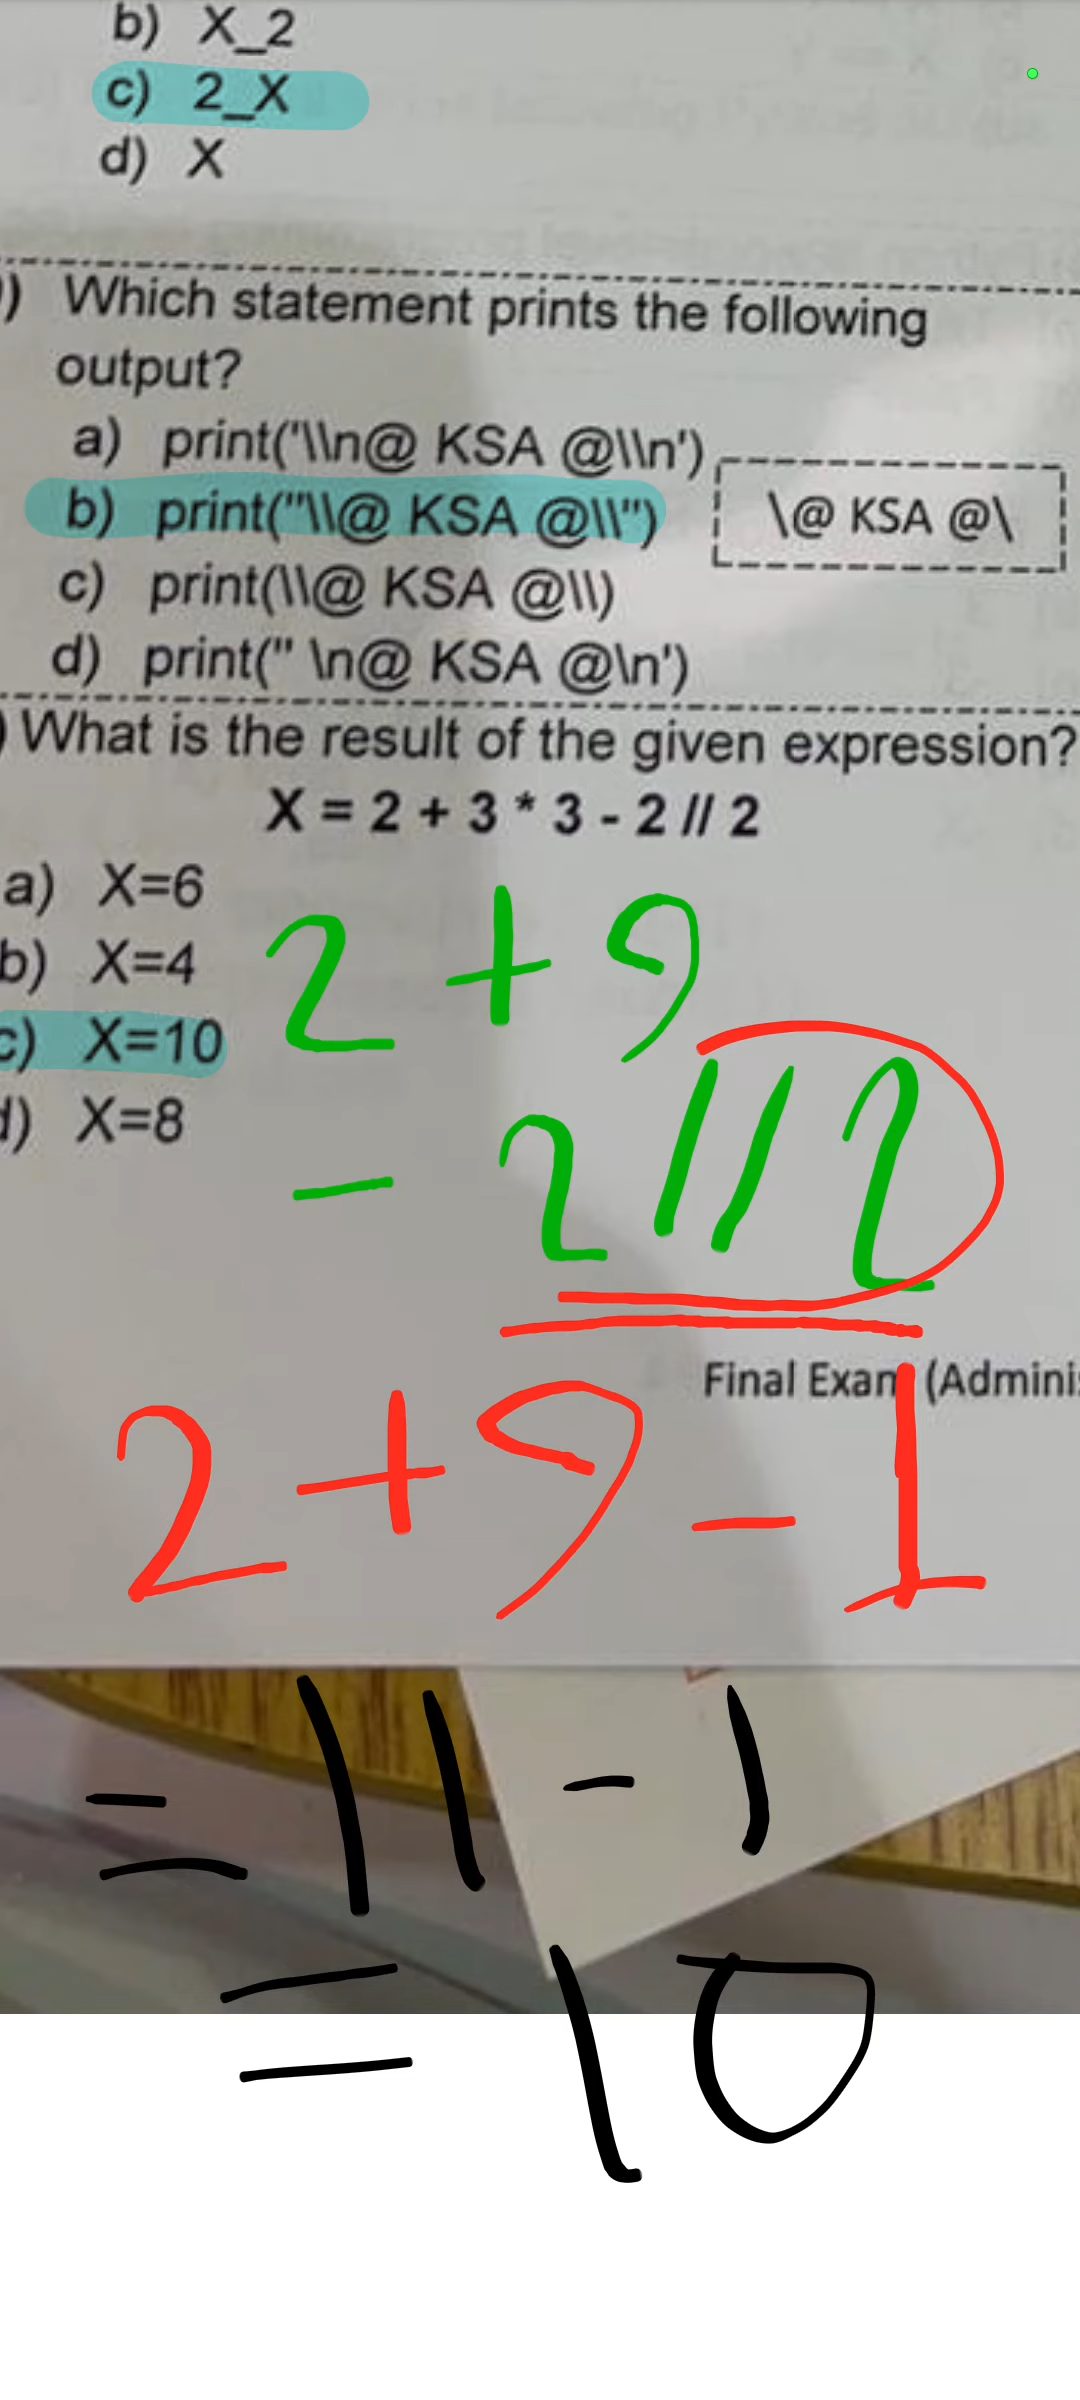 b) X_2
c) 2_X
d) X
) Which statement prints the following
output?
a) print('\\n@ KSA @\\n')
b) print("\\@ KSA @\\")
\@ KSA @\
c) print(\\@ KSA @\\)
d) print(" \n@ KSA @\n')
) What is the result of the given expression?
X = 2 + 3 * 3 - 2 // 2
a) X=6
b) X=4
c) X=10
d) X=8
2 + 9
- 2 // 2
Final Exam (Adminis
2 + 9 - 1
= 11 - 1
= 10